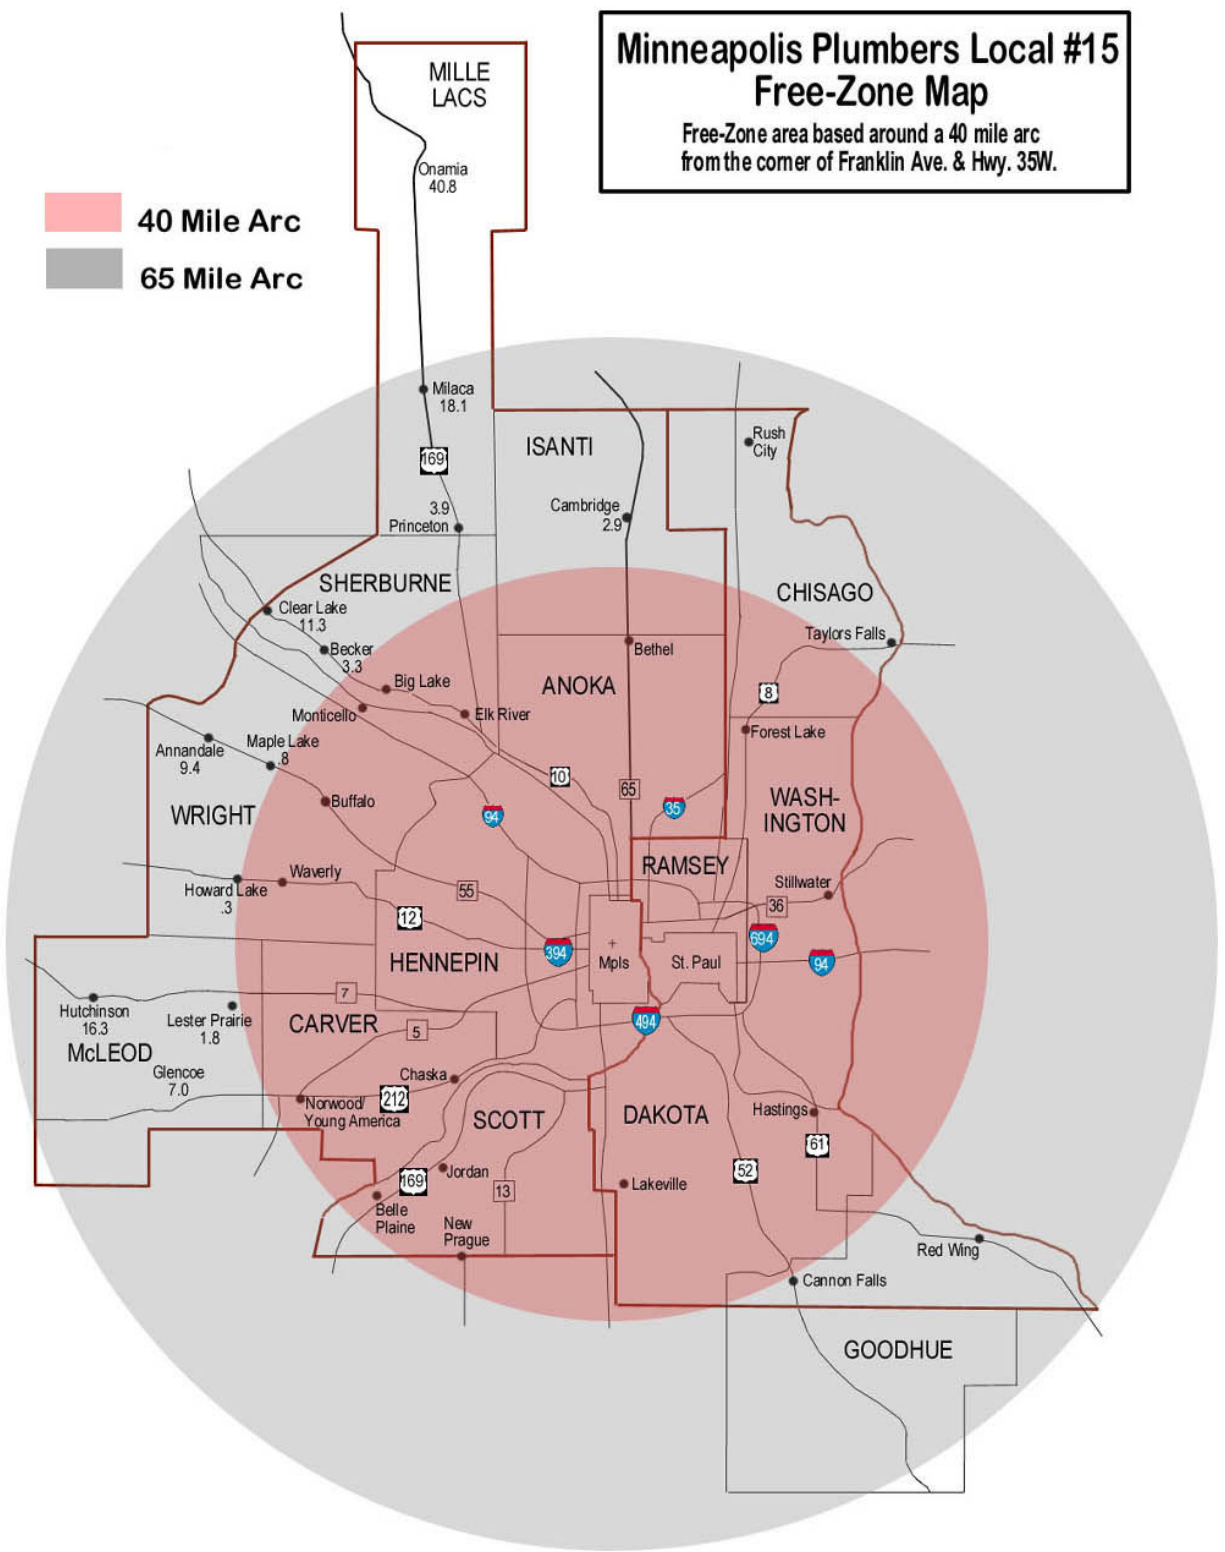 Minneapolis Plumbers Local #15
Free-Zone Map
Free-Zone area based around a 40 mile arc
from the corner of Franklin Ave. & Hwy. 35W.
MILLE
LACS
Onamia
40.8
40 Mile Arc
65 Mile Arc
Milaca
18.1
169
3.9
Princeton
ISANTI
Cambridge
2.9
Rush
City
SHERBURNE
CHISAGO
Clear Lake
11.3
Becker
3.3
Bethel
Taylors Falls
Big Lake
ANOKA
8
Monticello
Elk River
Forest Lake
Annandale
9.4
Maple Lake
.8
10
65
35
Buffalo
WRIGHT
94
WASH-
INGTON
RAMSEY
Waverly
Howard Lake
.3
55
Stillwater
36
12
394
694
94
HENNEPIN
Mpls
St. Paul
7
Hutchinson
16.3
Lester Prairie
1.8
CARVER
5
494
McLEOD
Glencoe
7.0
Chaska
212
Norwood/
Young America
SCOTT
DAKOTA
Hastings
61
169
Jordan
13
52
Lakeville
Belle
Plaine
New
Prague
Red Wing
Cannon Falls
GOODHUE